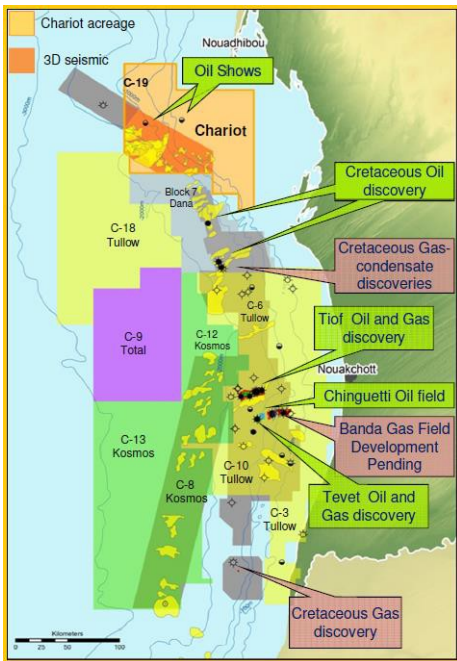 Chariot acreage
3D seismic
Nouadhibou
C-19
Oil Shows
Chariot
Block 7
Dana
Cretaceous Oil
discovery
C-18
Tullow
Cretaceous Gas-
condensate
discoveries
C-6
Tullow
C-9
Total
C-12
Kosmos
Tiof Oil and Gas
discovery
Nouakchott
Chinguetti Oil field
Banda Gas Field
Development
Pending
C-13
Kosmos
C-8
Kosmos
C-10
Tullow
Tevet Oil and
Gas discovery
C-3
Tullow
Cretaceous Gas
discovery
Kilometers
0 25 50 100